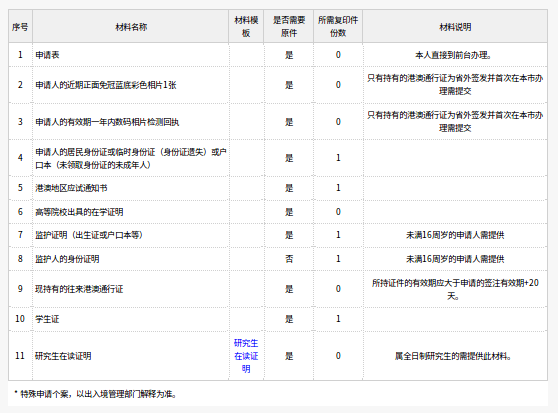 序号 材料名称 材料模板 是否需要原件 所需复印件份数 材料说明
1 申请表 是 0 本人直接到前台办理。
2 申请人的近期正面免冠蓝底彩色相片1张 是 0 只有持有的港澳通行证为省外签发并首次在本市办理需提交
3 申请人的有效期一年内数码相片检测回执 是 0 只有持有的港澳通行证为省外签发并首次在本市办理需提交
4 申请人的居民身份证或临时身份证（身份证遗失）或户口本（未领取身份证的未成年人） 是 1
5 港澳地区应试通知书 是 1
6 高等院校出具的在学证明 是 0
7 监护证明（出生证或户口本等） 是 1 未满16周岁的申请人需提供
8 监护人的身份证明 否 1 未满16周岁的申请人需提供
9 现持有的往来港澳通行证 是 0 所持证件的有效期应大于申请的签注有效期+20天。
10 学生证 是 1
11 研究生在读证明 研究生在读证明 是 0 属全日制研究生的需提供此材料。
* 特殊申请个案，以出入境管理部门解释为准。